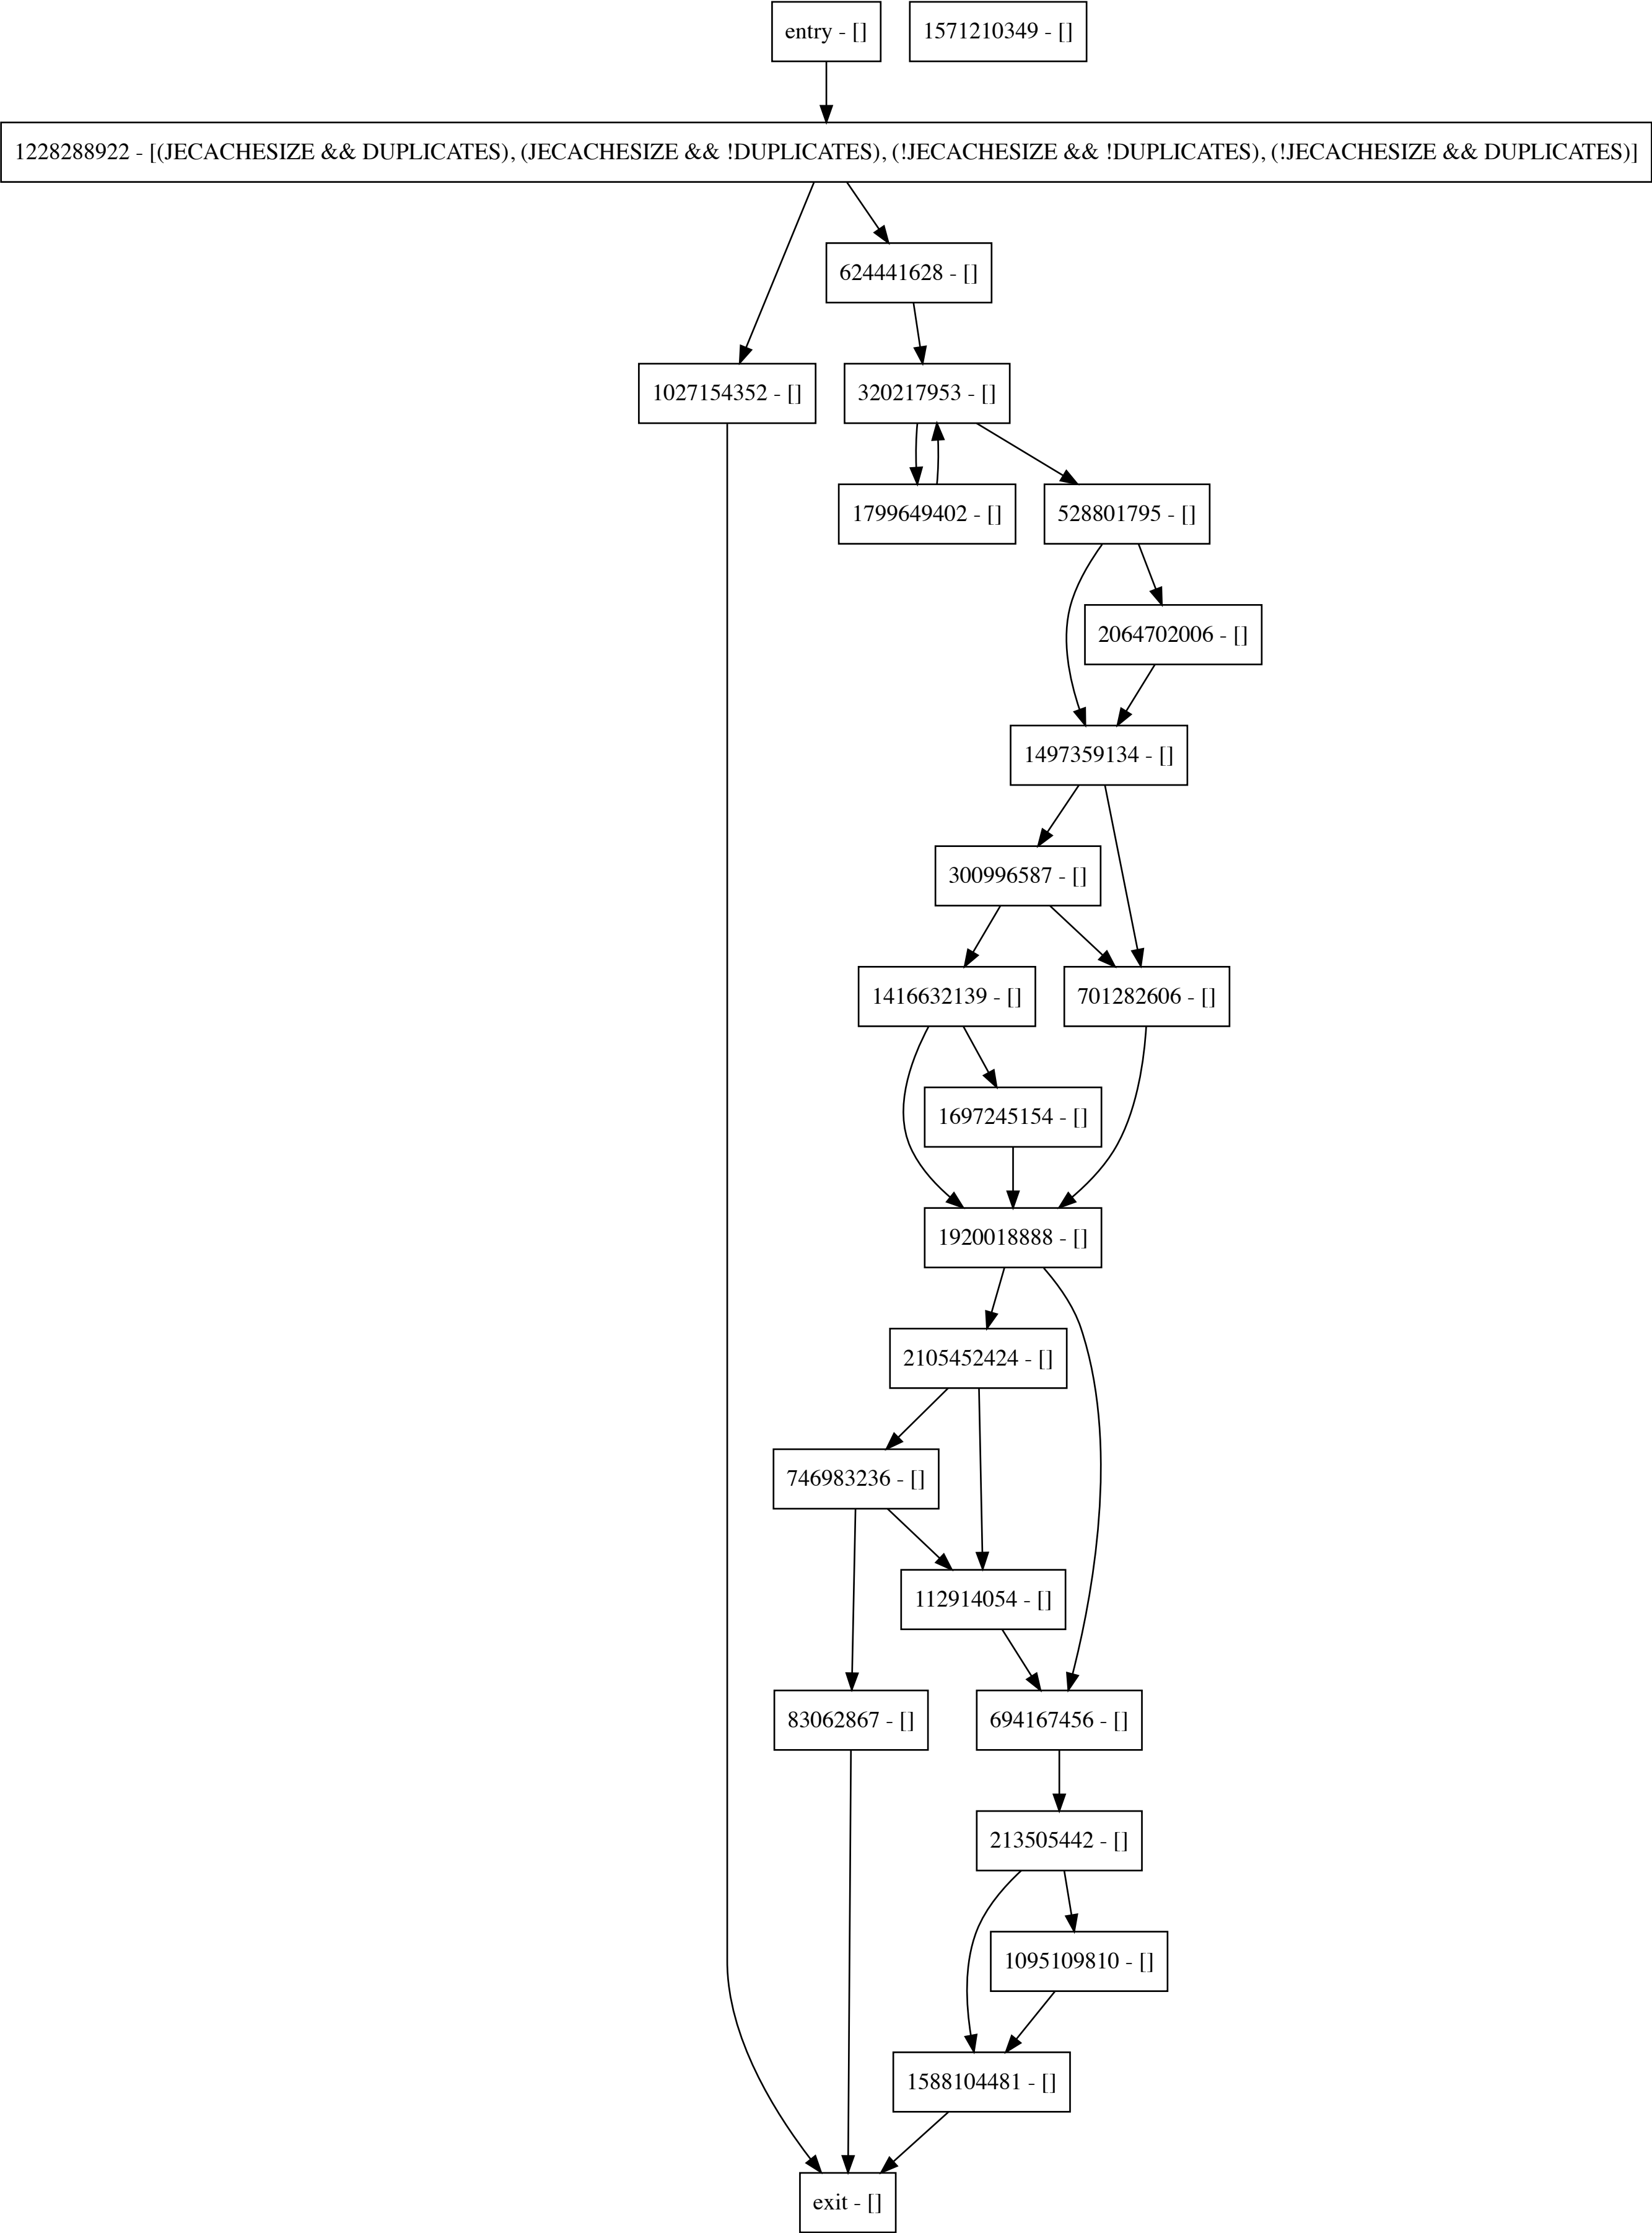 entry - []
1571210349 - []
1228288922 - [(JECACHESIZE && DUPLICATES), (JECACHESIZE && !DUPLICATES), (!JECACHESIZE && !DUPLICATES), (!JECACHESIZE && DUPLICATES)]
624441628 - []
1027154352 - []
320217953 - []
1799649402 - []
528801795 - []
2064702006 - []
1497359134 - []
300996587 - []
1416632139 - []
701282606 - []
1697245154 - []
1920018888 - []
2105452424 - []
746983236 - []
112914054 - []
83062867 - []
694167456 - []
213505442 - []
1095109810 - []
1588104481 - []
exit - []